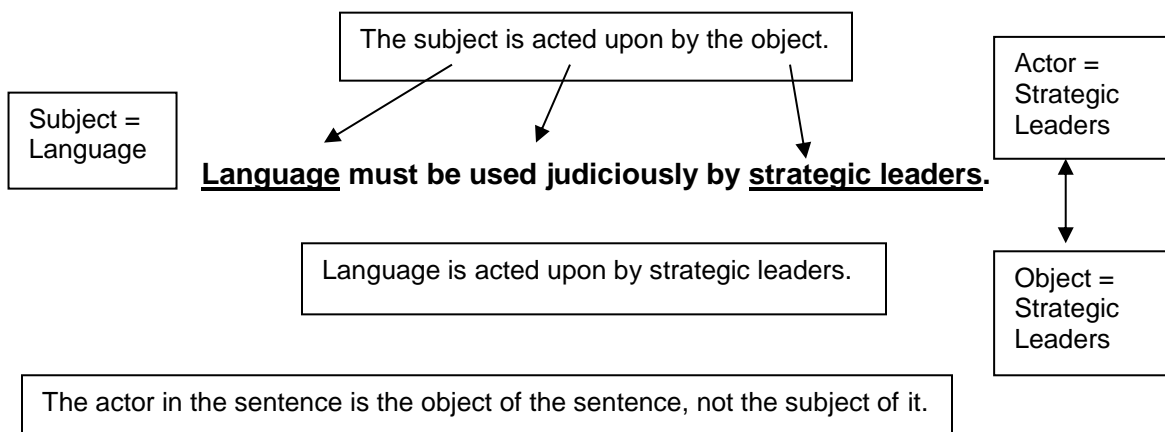 The subject is acted upon by the object.
Actor =
Strategic
Leaders
Subject =
Language
Language must be used judiciously by strategic leaders.
Language is acted upon by strategic leaders.
Object =
Strategic
Leaders
The actor in the sentence is the object of the sentence, not the subject of it.